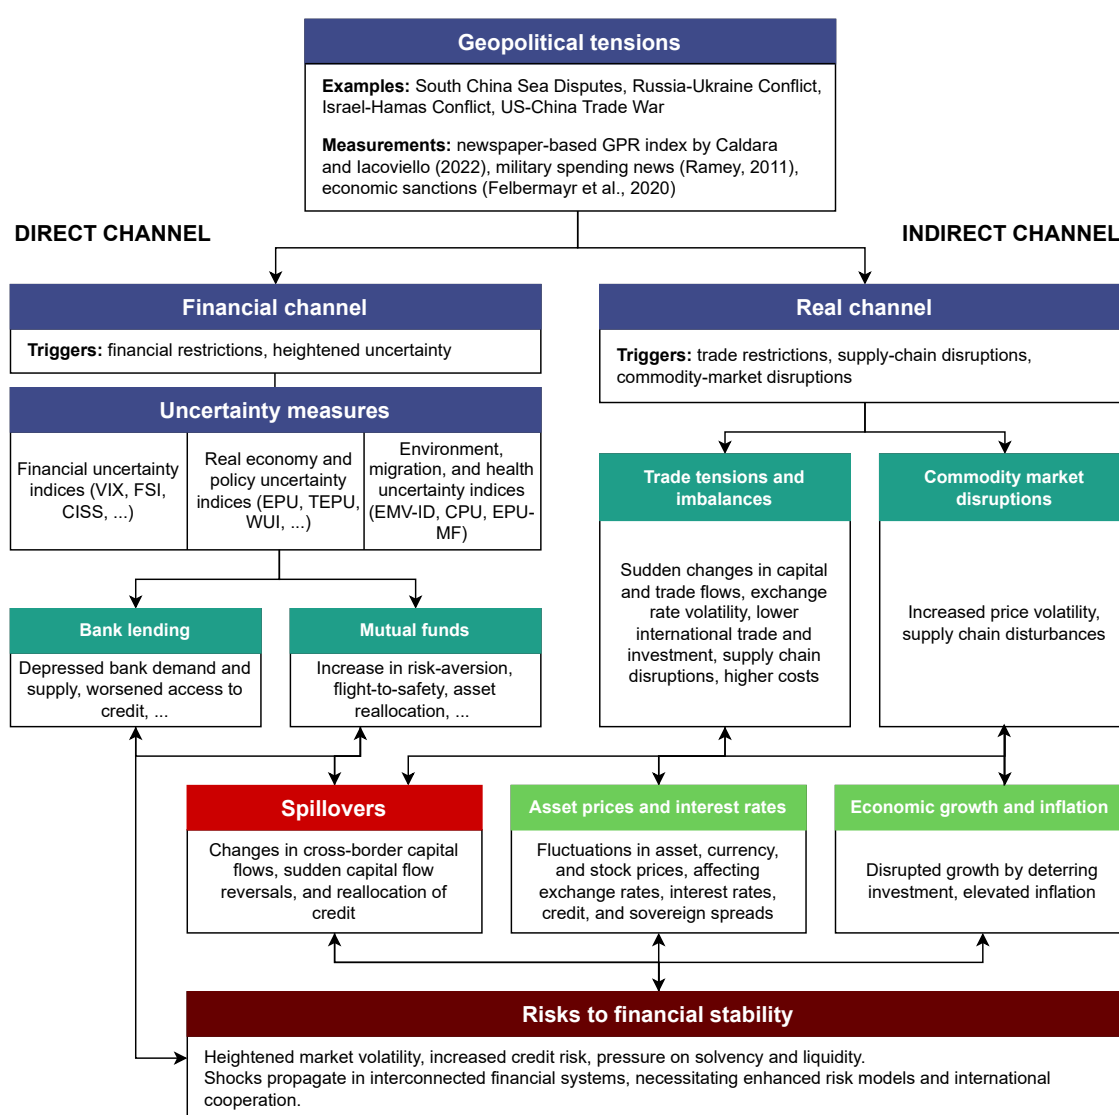 Geopolitical tensions
Examples: South China Sea Disputes, Russia-Ukraine Conflict,
Israel-Hamas Conflict, US-China Trade War
Measurements: newspaper-based GPR index by Caldara
and Iacoviello (2022), military spending news (Ramey, 2011),
economic sanctions (Felbermayr et al., 2020)
DIRECT CHANNEL
INDIRECT CHANNEL
Financial channel
Triggers: financial restrictions, heightened uncertainty
Real channel
Triggers: trade restrictions, supply-chain disruptions,
commodity-market disruptions
Uncertainty measures
Financial uncertainty
indices (VIX, FSI,
CISS, ...)
Real economy and
policy uncertainty
indices (EPU, TEPU,
WUI, ...)
Environment,
migration, and health
uncertainty indices
(EMV-ID, CPU, EPU-
MF)
Trade tensions and
imbalances
Sudden changes in capital
and trade flows, exchange
rate volatility, lower
international trade and
investment, supply chain
disruptions, higher costs
Commodity market
disruptions
Increased price volatility,
supply chain disturbances
Bank lending
Depressed bank demand and
supply, worsened access to
credit, ...
Mutual funds
Increase in risk-aversion,
flight-to-safety, asset
reallocation, ...
Spillovers
Changes in cross-border capital
flows, sudden capital flow
reversals, and reallocation of
credit
Asset prices and interest rates
Fluctuations in asset, currency,
and stock prices, affecting
exchange rates, interest rates,
credit, and sovereign spreads
Economic growth and inflation
Disrupted growth by deterring
investment, elevated inflation
Risks to financial stability
Heightened market volatility, increased credit risk, pressure on solvency and liquidity.
Shocks propagate in interconnected financial systems, necessitating enhanced risk models and international
cooperation.